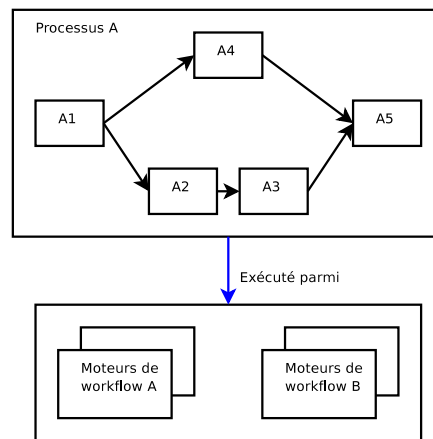 Processus A
A4
A1
A5
A2
A3
Exécuté parmi
Moteurs de
workflow A
Moteurs de
workflow B